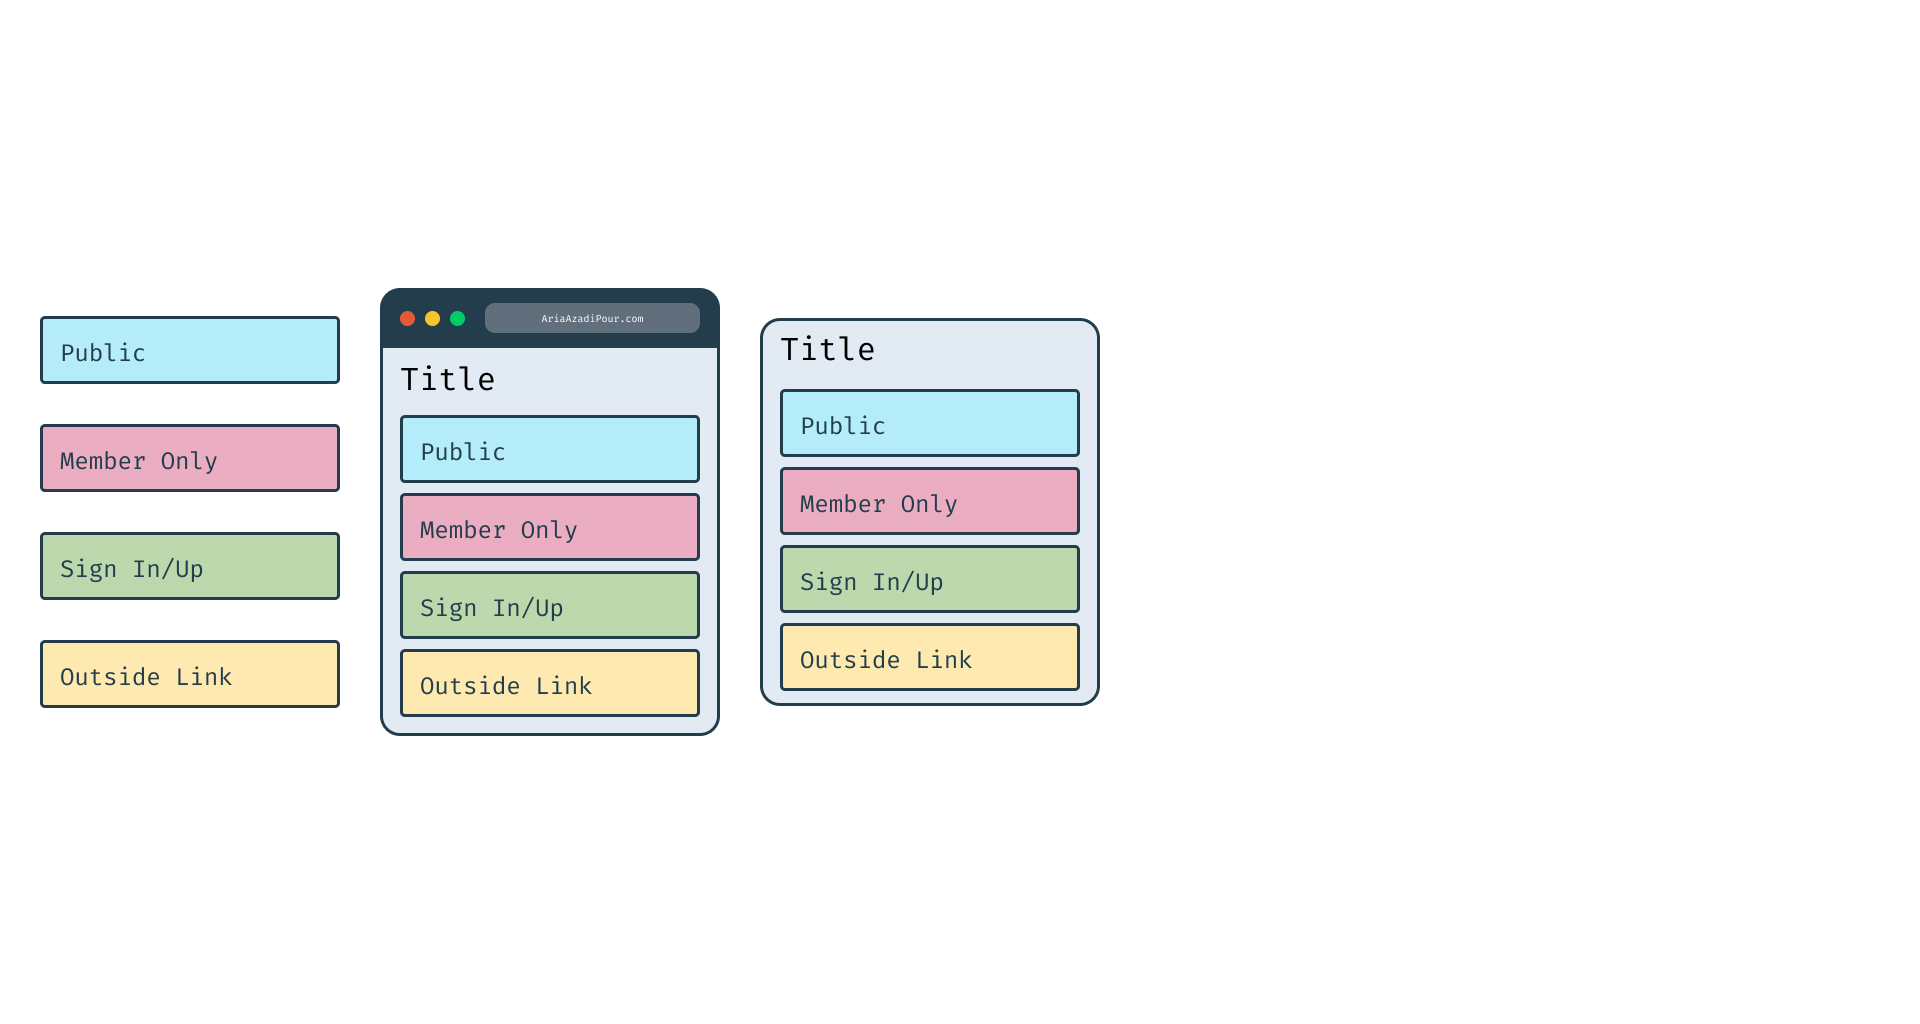 Public
Member Only
Sign In/Up
Outside Link
AriaAzadiPour.com
Title
Public
Member Only
Sign In/Up
Outside Link
Title
Public
Member Only
Sign In/Up
Outside Link